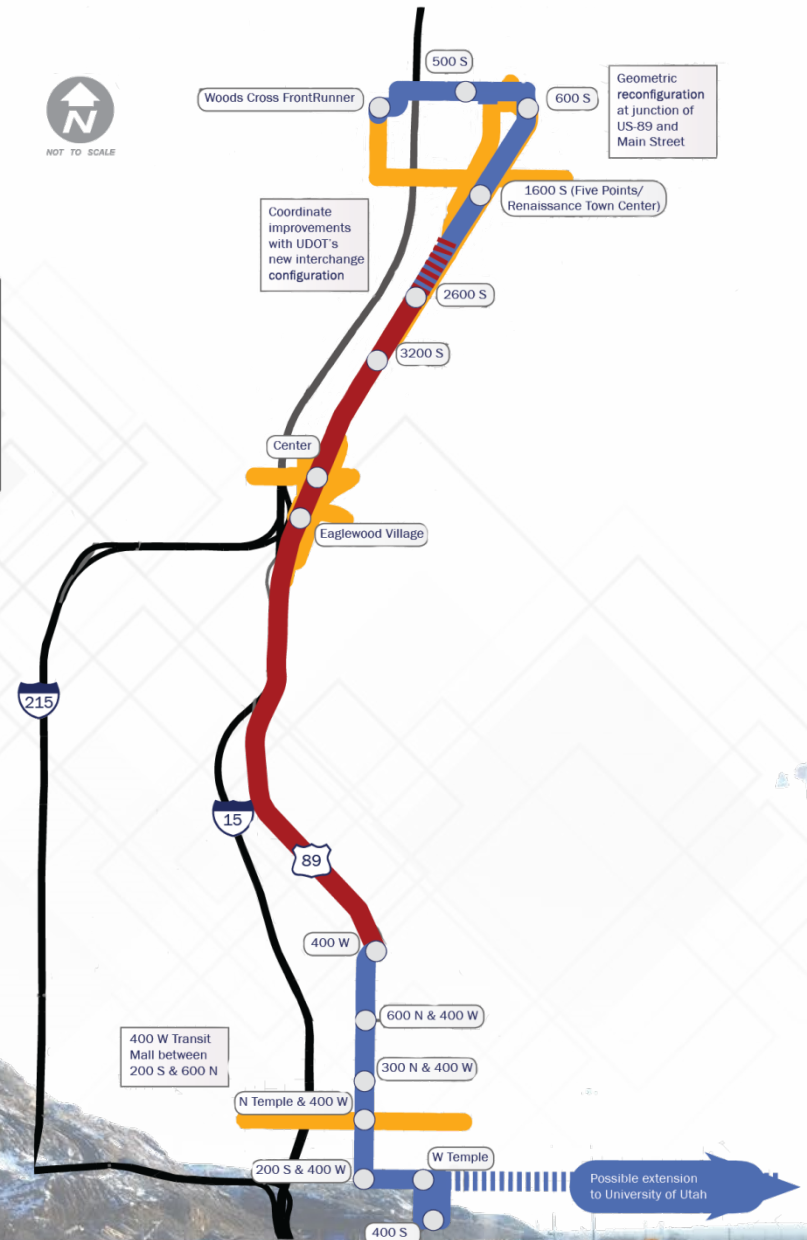 500 S
Woods Cross FrontRunner
600 S
Geometric
reconfiguration
at junction of
US-89 and
Main Street
N
NOT TO SCALE
1600 S (Five Points/
Renaissance Town Center)
Coordinate
improvements
with UDOT's
new interchange
configuration
2600 S
3200 S
Center
Eaglewood Village
215
15
89
400 W
600 N & 400 W
400 W Transit
Mall between
200 S & 600 N
300 N & 400 W
N Temple & 400 W
W Temple
200 S & 400 W
Possible extension
to University of Utah
400 S